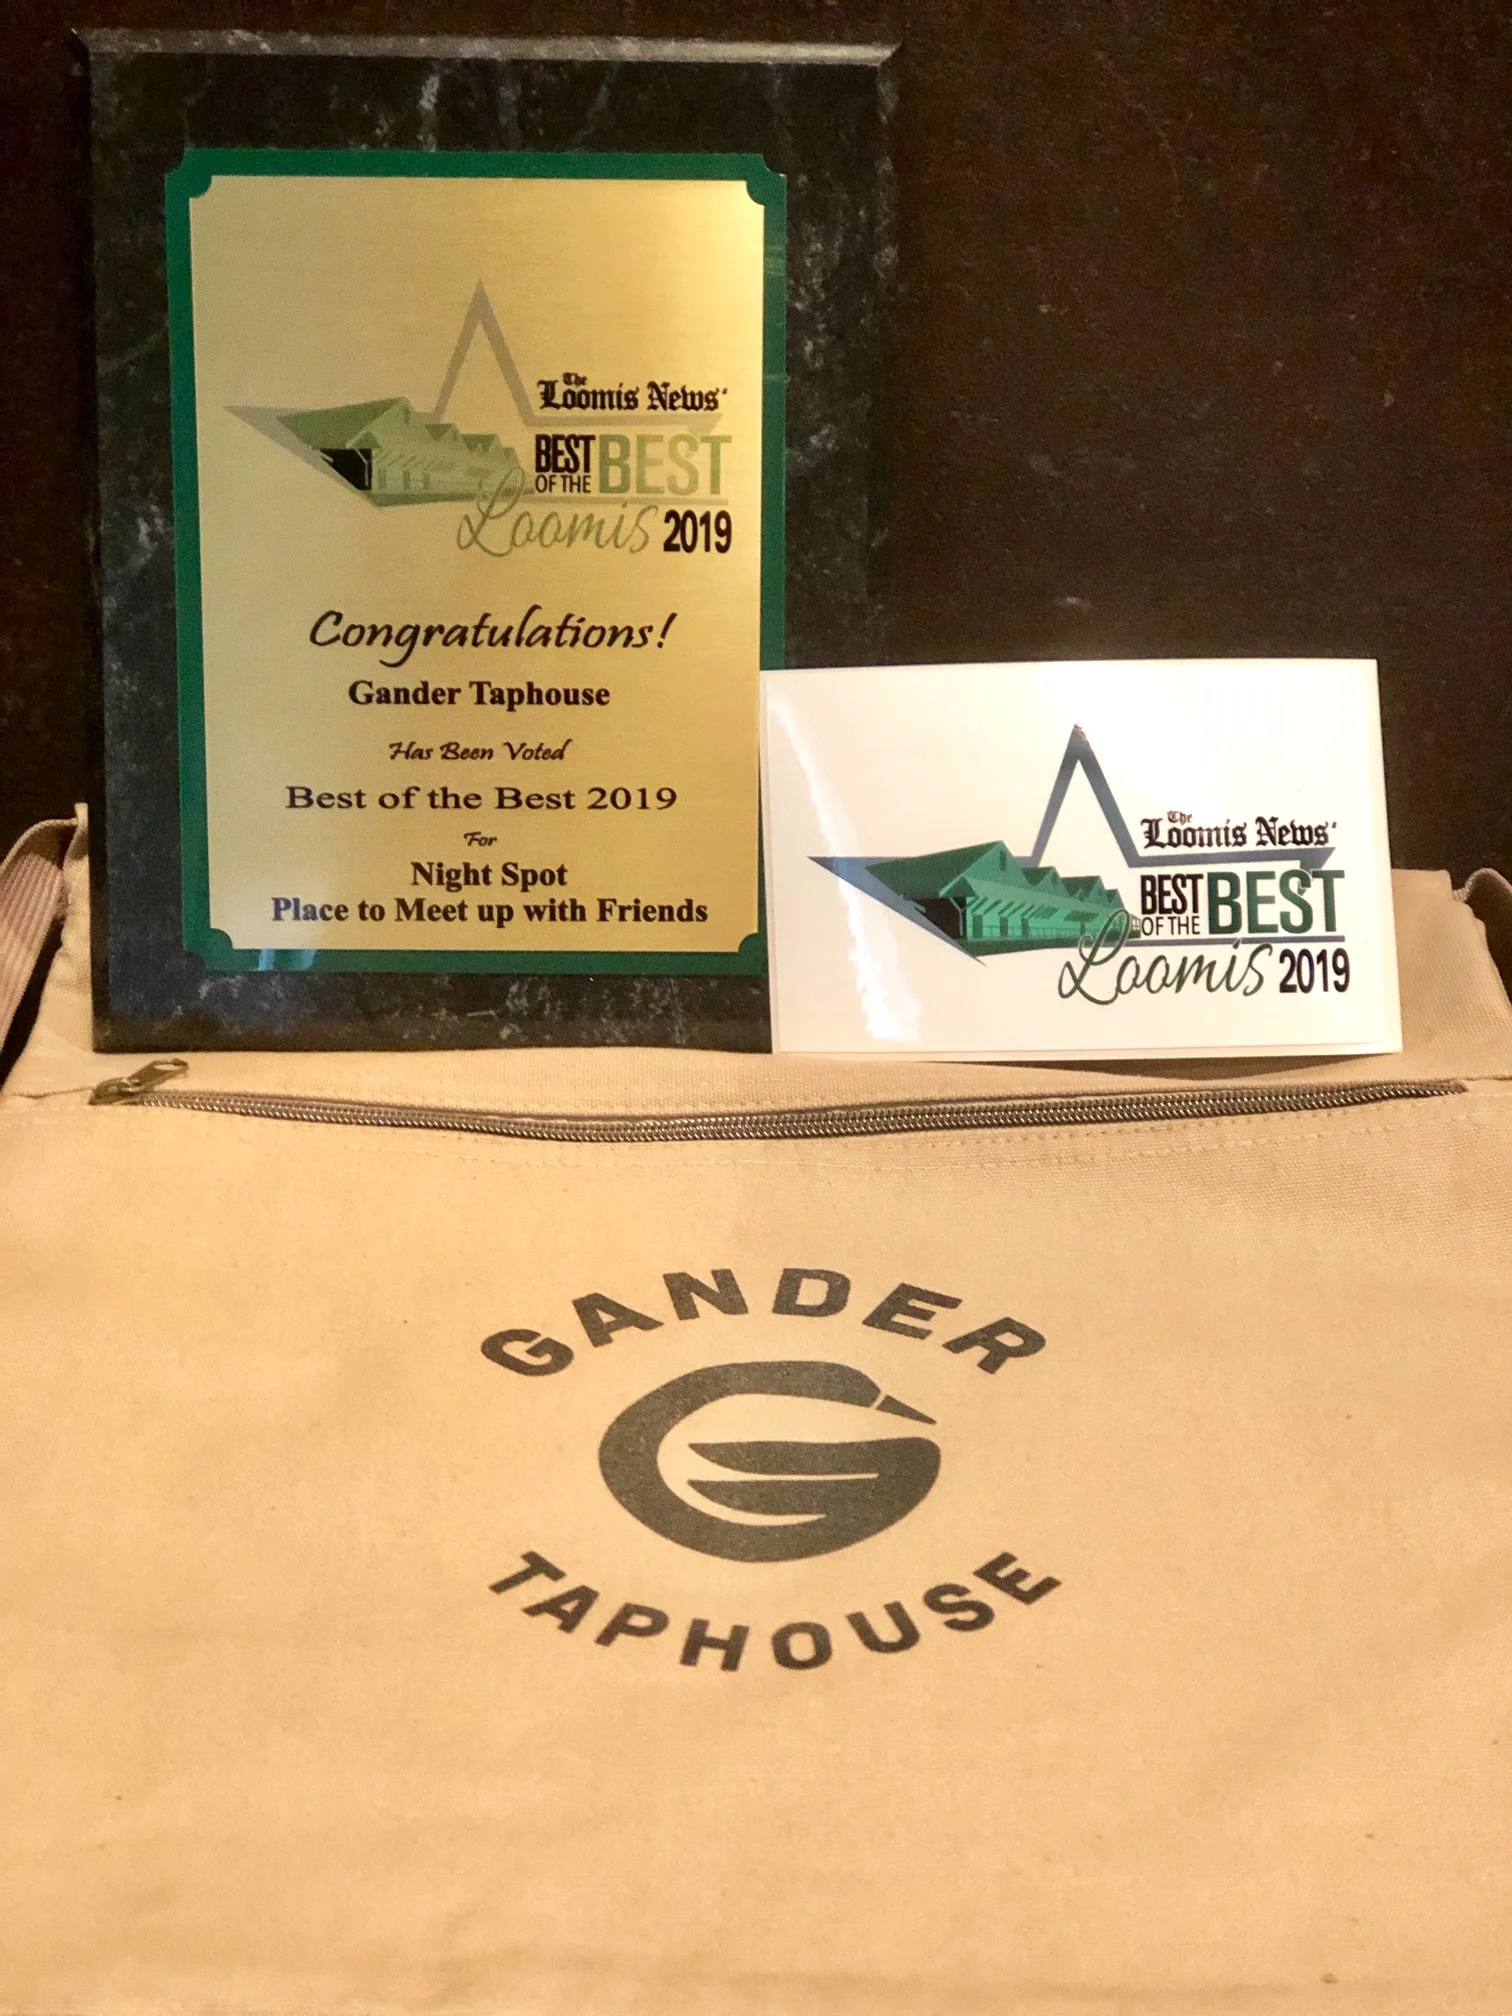 The
Loomis News'
BEST
OF THE
BEST
Loomis 2019
Congratulations!
Gander Taphouse
Has Been Voted
Best of the Best 2019
For
Night Spot
Place to Meet up with Friends
The
Loomis News'
BEST
OF THE
BEST
Loomis 2019
GANDER
TAPHOUSE